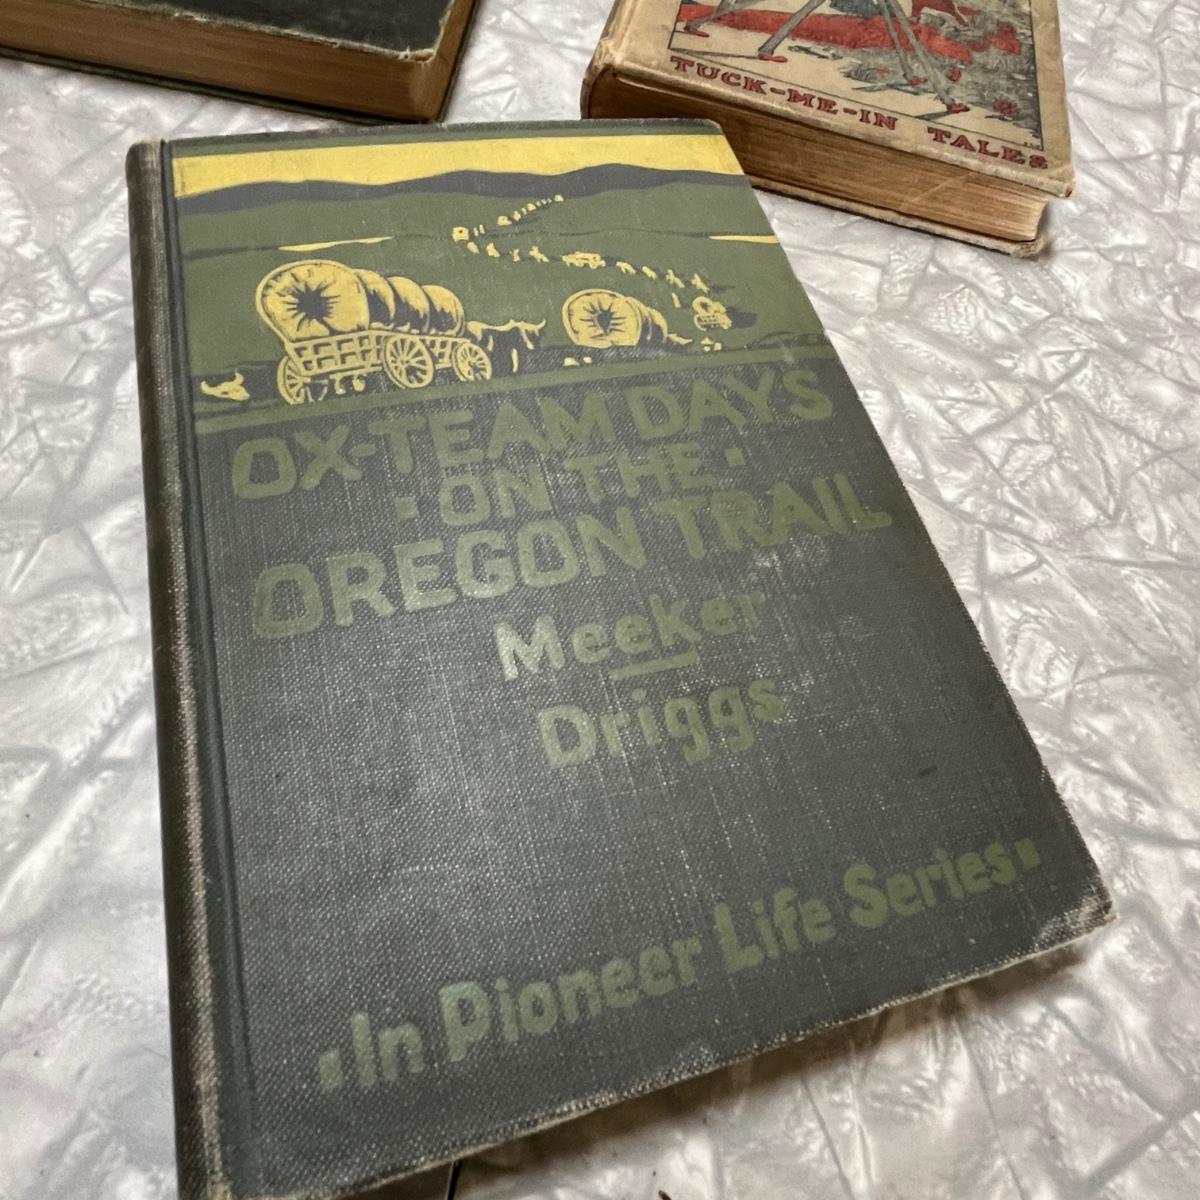 TUCK-ME-IN TALES
OX-TEAM DAYS
· ON THE ·
OREGON TRAIL
Meeker
Driggs
· In Pioneer Life Series ·